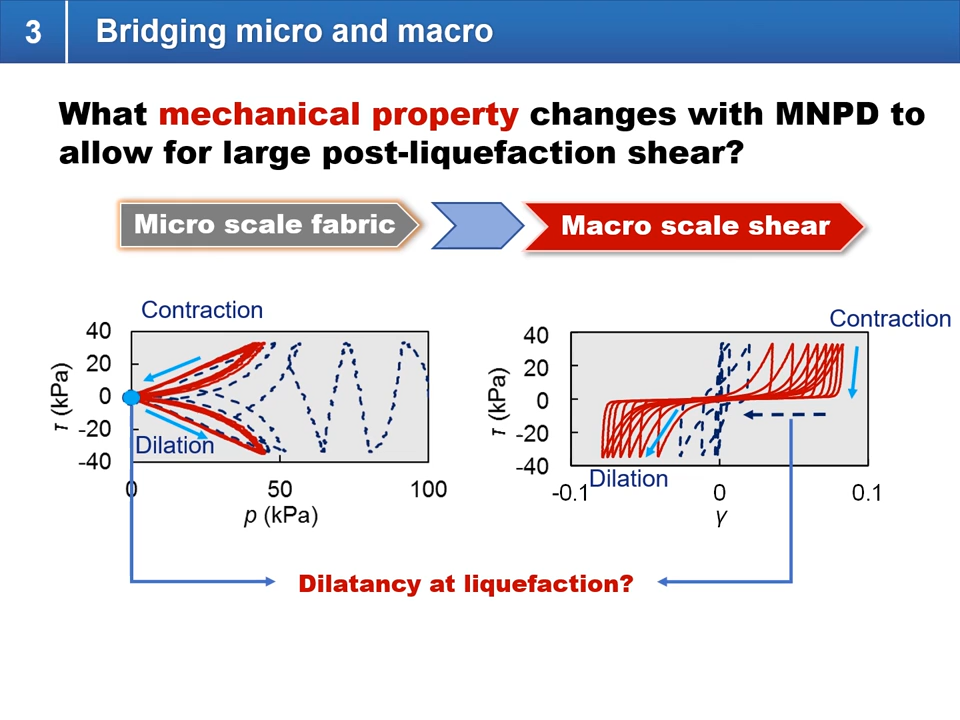 3
Bridging micro and macro
What mechanical property changes with MNPD to
allow for large post-liquefaction shear?
Micro scale fabric
Macro scale shear
Contraction
40
20
0
-20
-40
τ (kPa)
Dilation
0
50
100
p (kPa)
Contraction
40
20
0
-20
-40
τ (kPa)
Dilation
-0.1
0
0.1
γ
Dilatancy at liquefaction?